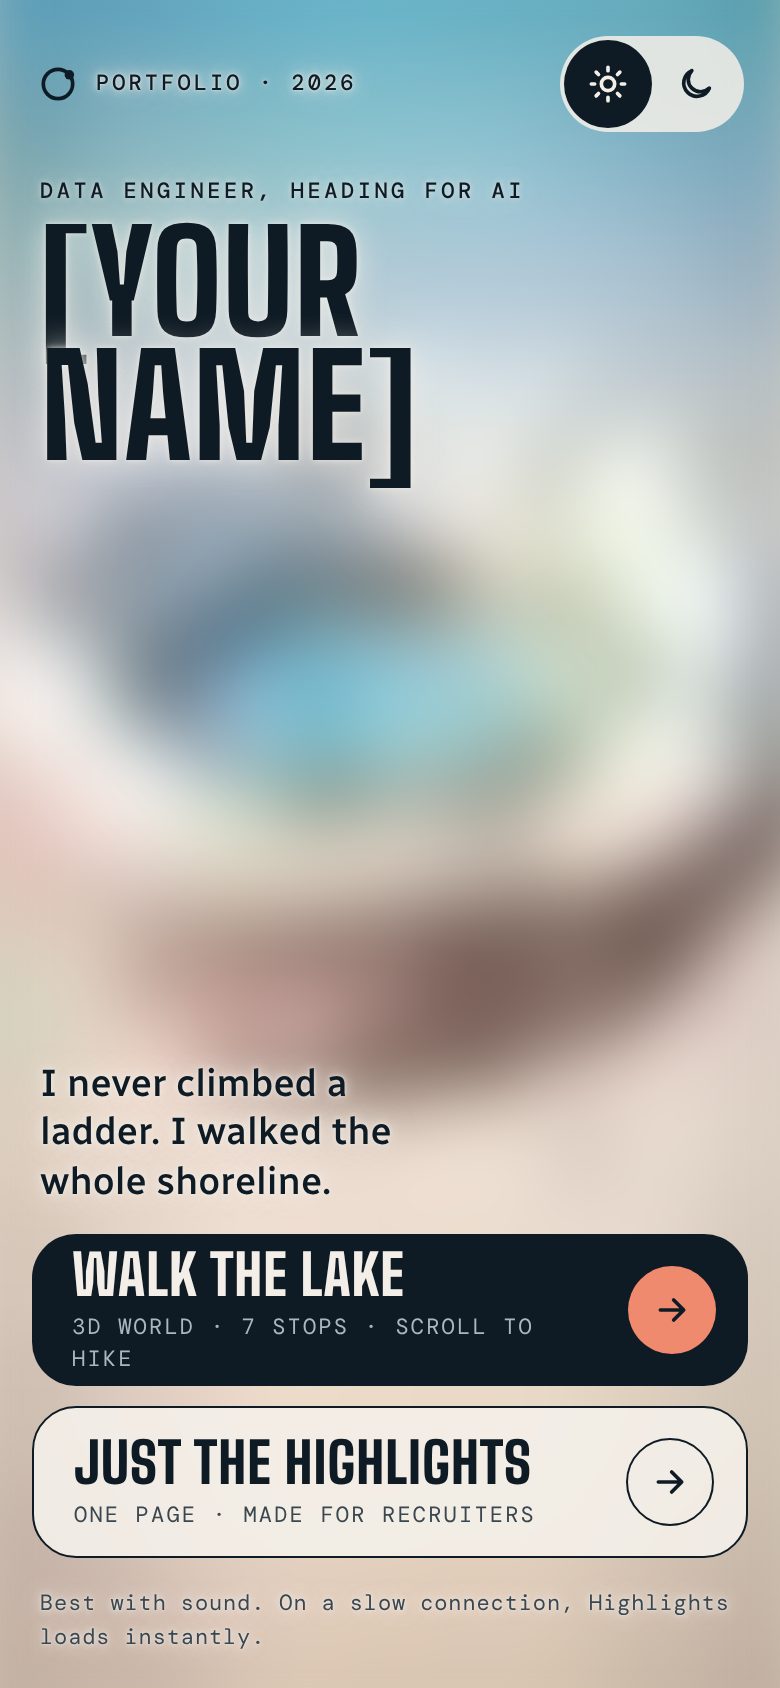 PORTFOLIO · 2026
DATA ENGINEER, HEADING FOR AI
[YOUR
NAME]
I never climbed a
ladder. I walked the
whole shoreline.
WALK THE LAKE
3D WORLD · 7 STOPS · SCROLL TO
HIKE
JUST THE HIGHLIGHTS
ONE PAGE · MADE FOR RECRUITERS
Best with sound. On a slow connection, Highlights
loads instantly.